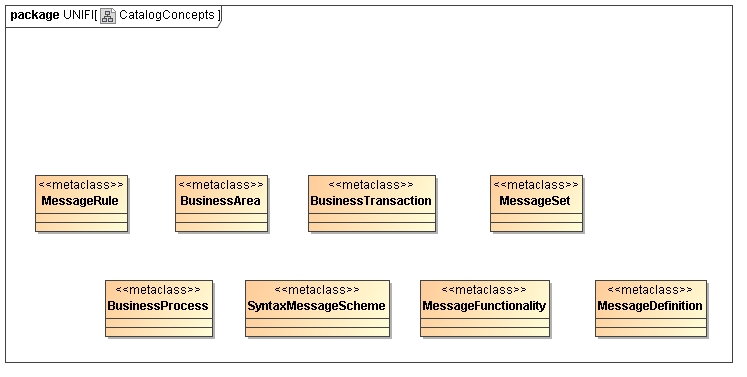 package UNIFI[ CatalogConcepts ]
<<metaclass>>
MessageRule
<<metaclass>>
BusinessArea
<<metaclass>>
BusinessTransaction
<<metaclass>>
MessageSet
<<metaclass>>
BusinessProcess
<<metaclass>>
SyntaxMessageScheme
<<metaclass>>
MessageFunctionality
<<metaclass>>
MessageDefinition